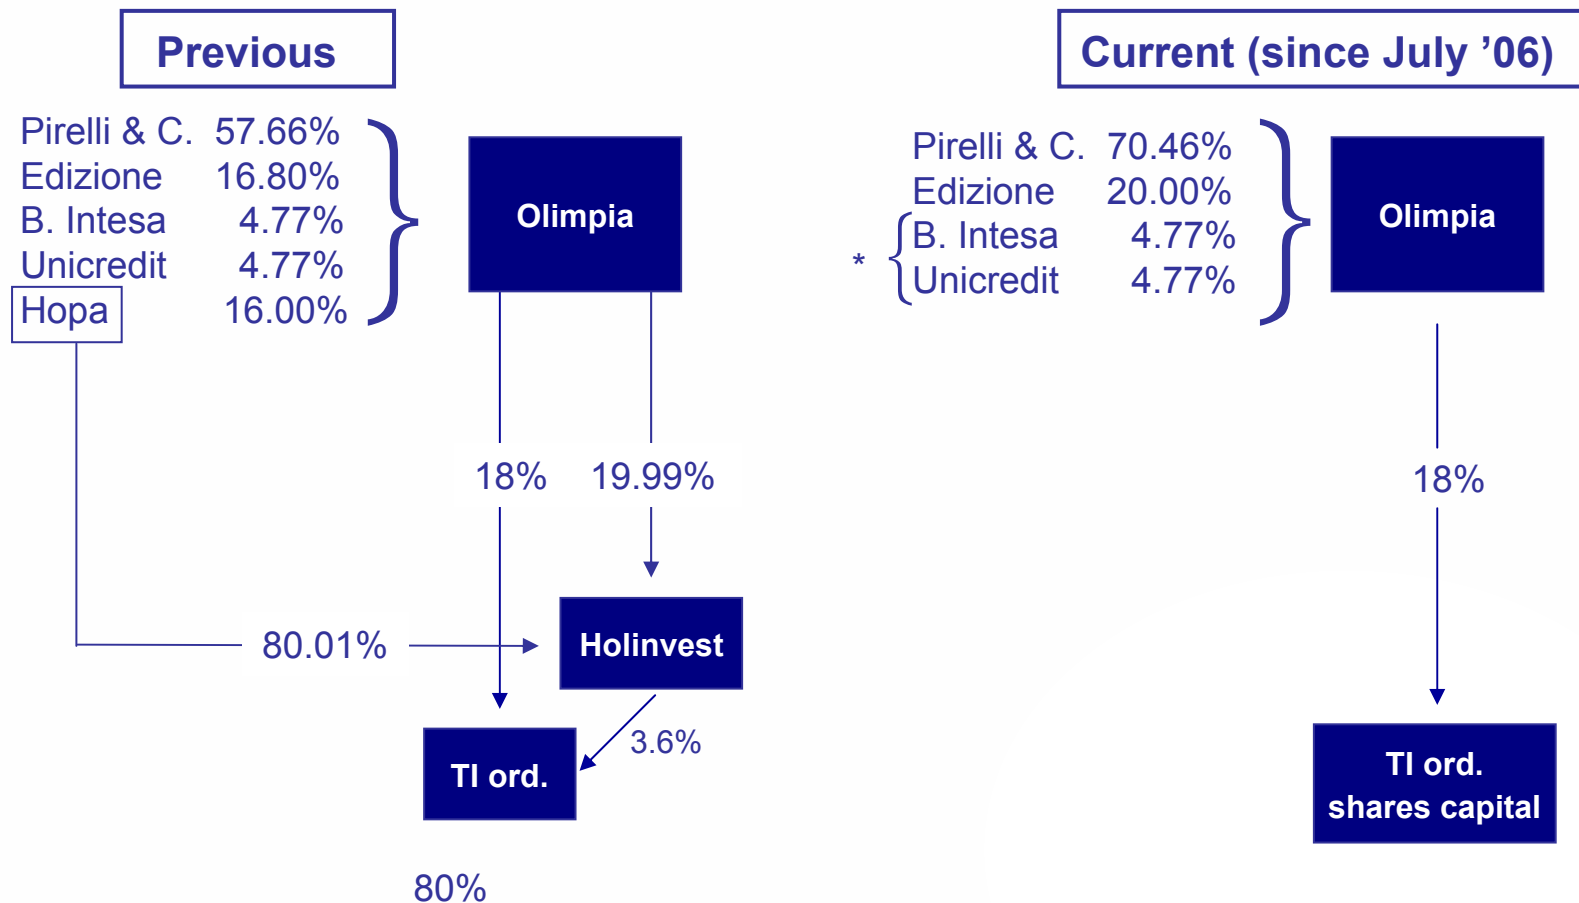 Previous
Pirelli & C. 57.66%
Edizione 16.80%
B. Intesa 4.77%
Unicredit 4.77%
Hopa 16.00%
Olimpia
18% 19.99%
80.01%
Holinvest
3.6%
TI ord.
80%
Current (since July ’06)
Pirelli & C. 70.46%
Edizione 20.00%
* B. Intesa 4.77%
Unicredit 4.77%
Olimpia
18%
TI ord.
shares capital